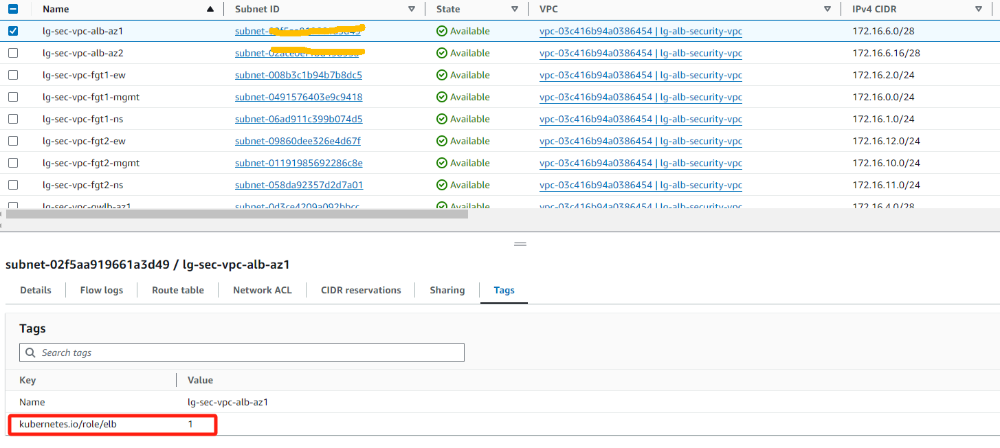 Name Subnet ID State VPC IPv4 CIDR
lg-sec-vpc-alb-az1 subnet- Available vpc-03c416b94a0386454 | lg-alb-security-vpc 172.16.6.0/28
lg-sec-vpc-alb-az2 subnet- Available vpc-03c416b94a0386454 | lg-alb-security-vpc 172.16.6.16/28
lg-sec-vpc-fgt1-ew subnet-008b3c1b94b7b8dc5 Available vpc-03c416b94a0386454 | lg-alb-security-vpc 172.16.2.0/24
lg-sec-vpc-fgt1-mgmt subnet-0491576403e9c9418 Available vpc-03c416b94a0386454 | lg-alb-security-vpc 172.16.0.0/24
lg-sec-vpc-fgt1-ns subnet-06ad911c399b074d5 Available vpc-03c416b94a0386454 | lg-alb-security-vpc 172.16.1.0/24
lg-sec-vpc-fgt2-ew subnet-09860dee326e4d67f Available vpc-03c416b94a0386454 | lg-alb-security-vpc 172.16.12.0/24
lg-sec-vpc-fgt2-mgmt subnet-01191985692286c8e Available vpc-03c416b94a0386454 | lg-alb-security-vpc 172.16.10.0/24
lg-sec-vpc-fgt2-ns subnet-058da92357d2d7a01 Available vpc-03c416b94a0386454 | lg-alb-security-vpc 172.16.11.0/24
lg-sec-vpc-gwlb-az1 subnet-0d3ce4209a092bbcc Available vpc-03c416b94a0386454 | lg-alb-security-vpc 172.16.4.0/28
subnet-02f5aa919661a3d49 / lg-sec-vpc-alb-az1
Details Flow logs Route table Network ACL CIDR reservations Sharing Tags
Tags
Search tags
Key Value
Name lg-sec-vpc-alb-az1
kubernetes.io/role/elb 1